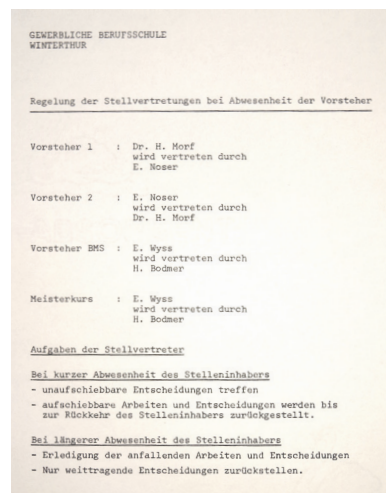 GEWERBLICHE BERUFSSCHULE
WINTERTHUR
Regelung der Stellvertretungen bei Abwesenheit der Vorsteher
Vorsteher 1 : Dr. H. Morf
wird vertreten durch
E. Noser
Vorsteher 2 : E. Noser
wird vertreten durch
Dr. H. Morf
Vorsteher BMS : E. Wyss
wird vertreten durch
H. Bodmer
Meisterkurs : E. Wyss
wird vertreten durch
H. Bodmer
Aufgaben der Stellvertreter
Bei kurzer Abwesenheit des Stelleninhabers
- unaufschiebbare Entscheidungen treffen
- aufschiebbare Arbeiten und Entscheidungen werden bis
zur Rückkehr des Stelleninhabers zurückgestellt.
Bei längerer Abwesenheit des Stelleninhabers
- Erledigung der anfallenden Arbeiten und Entscheidungen
- Nur weittragende Entscheidungen zurückstellen.